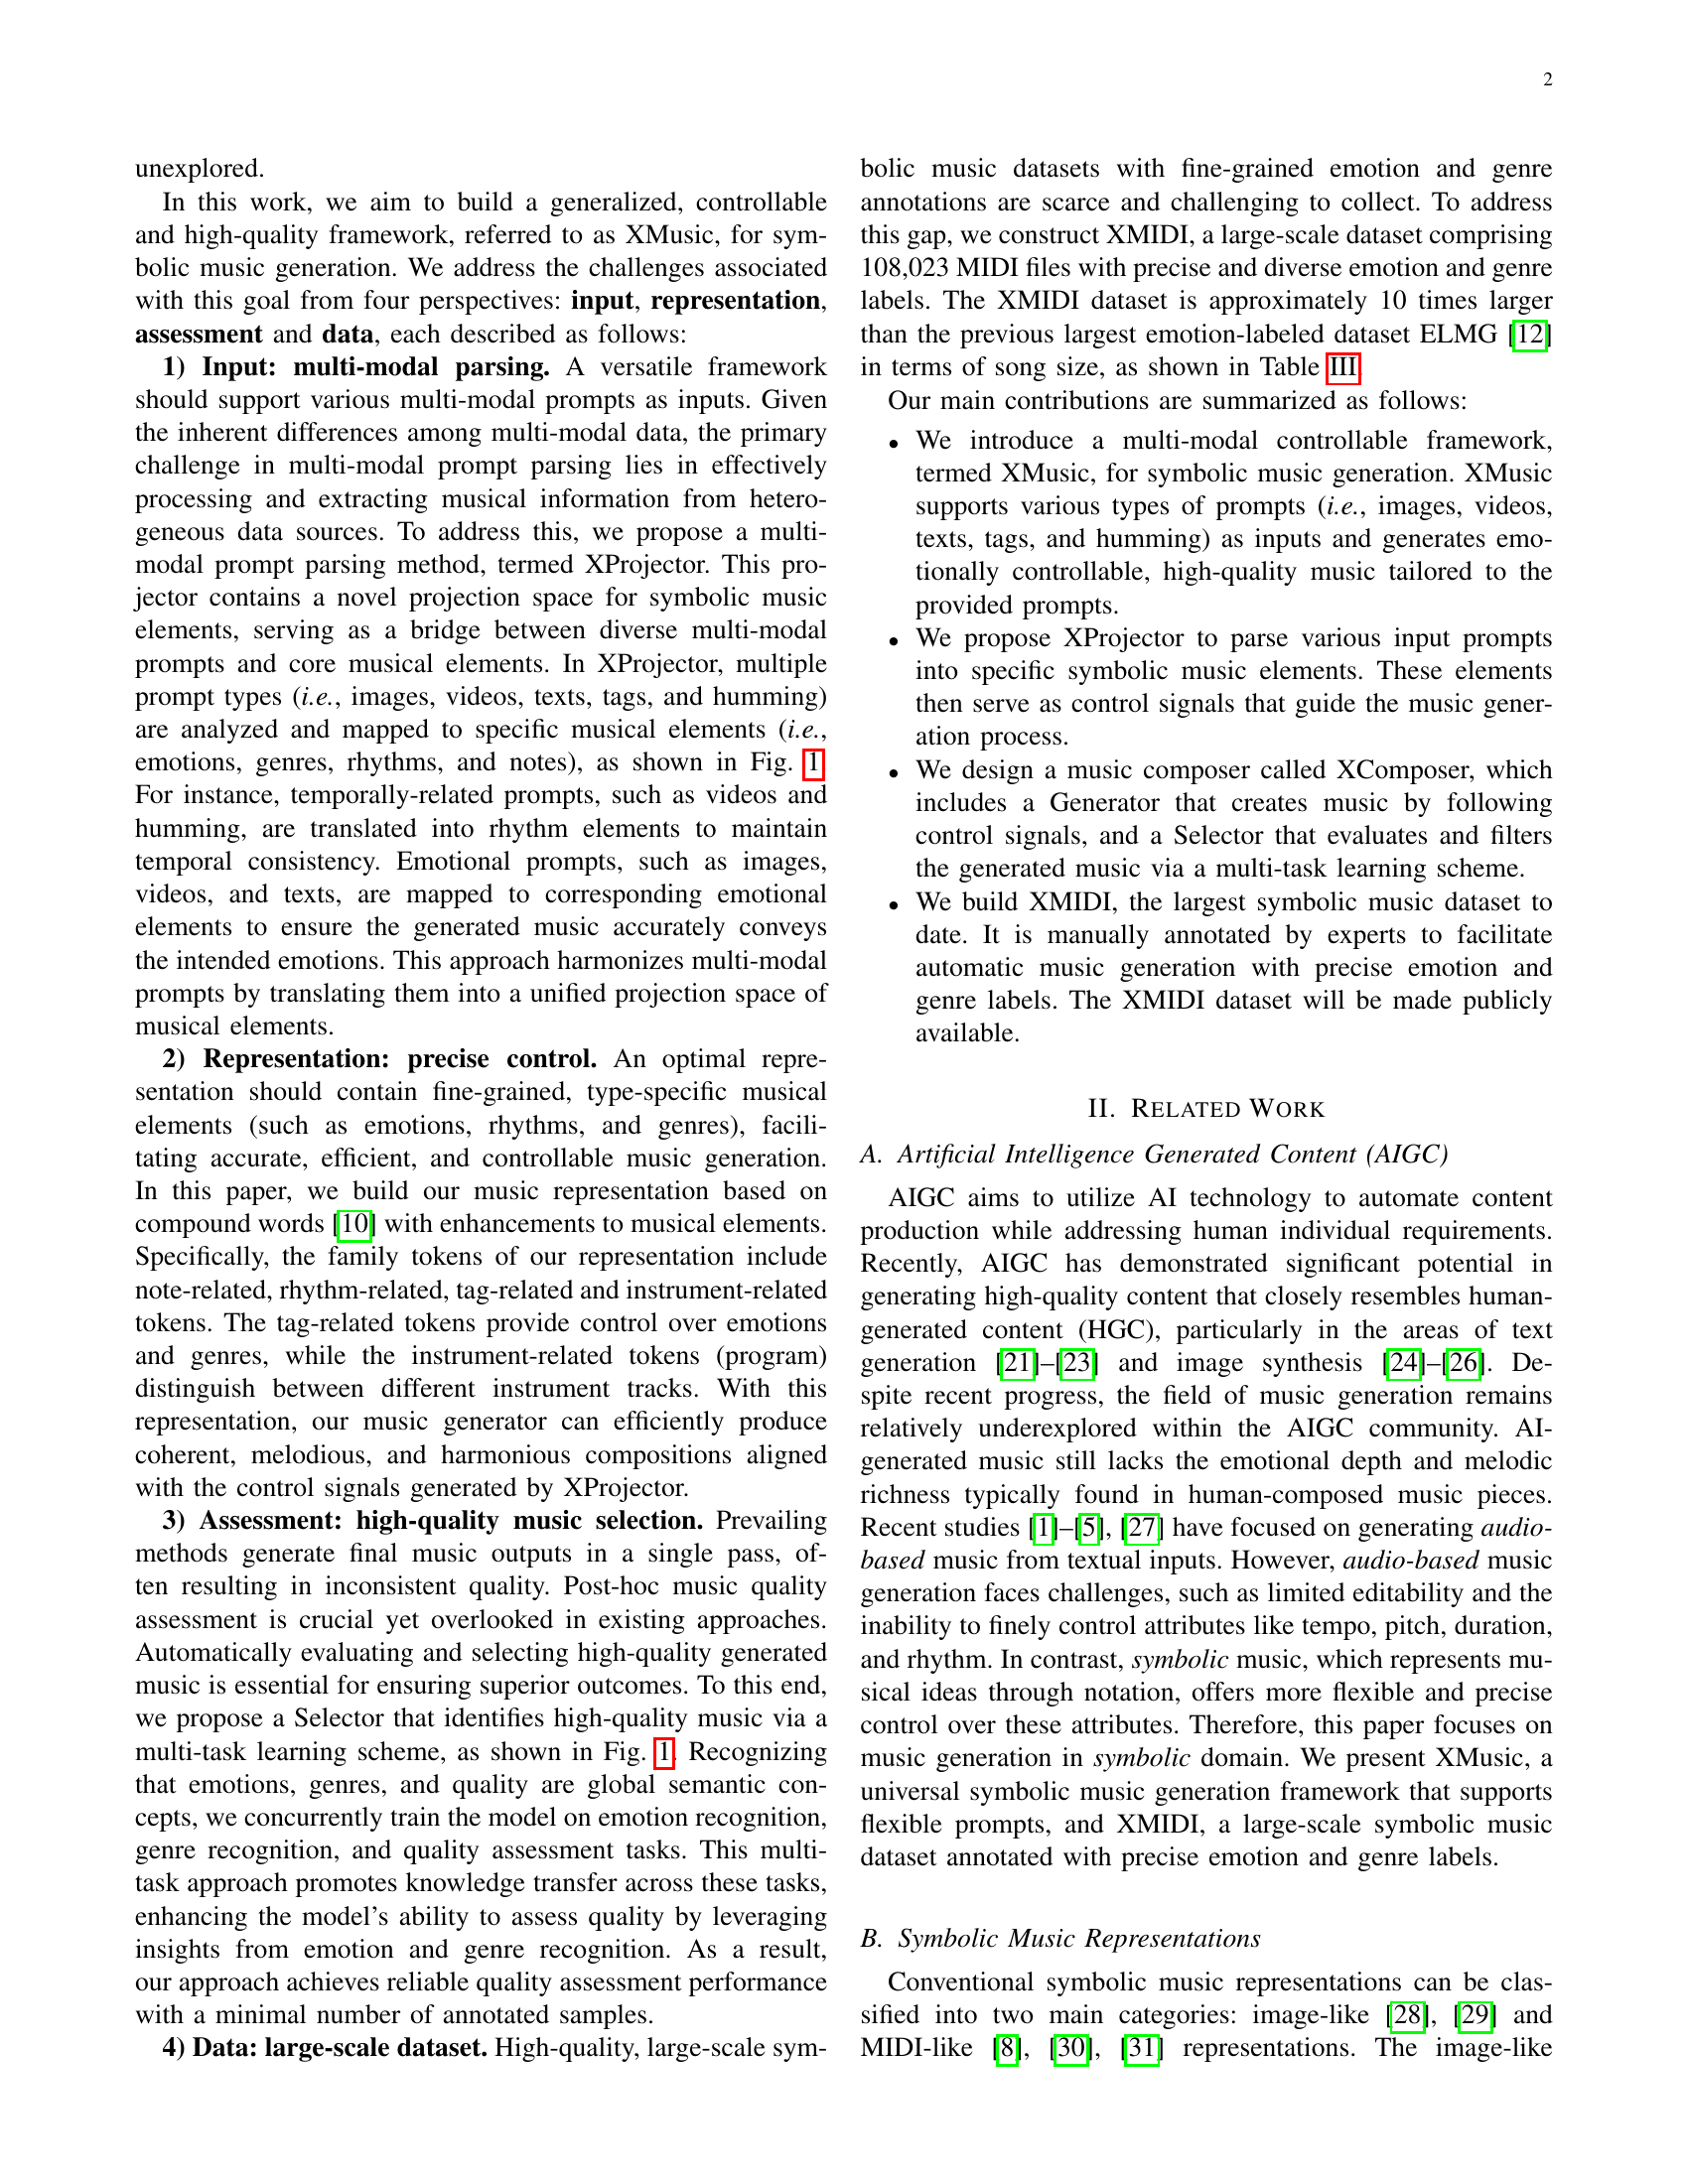 2
unexplored.
In this work, we aim to build a generalized, controllable
and high-quality framework, referred to as XMusic, for sym-
bolic music generation. We address the challenges associated
with this goal from four perspectives: input, representation,
assessment and data, each described as follows:
1) Input: multi-modal parsing. A versatile framework
should support various multi-modal prompts as inputs. Given
the inherent differences among multi-modal data, the primary
challenge in multi-modal prompt parsing lies in effectively
processing and extracting musical information from hetero-
geneous data sources. To address this, we propose a multi-
modal prompt parsing method, termed XProjector. This pro-
jector contains a novel projection space for symbolic music
elements, serving as a bridge between diverse multi-modal
prompts and core musical elements. In XProjector, multiple
prompt types (i.e., images, videos, texts, tags, and humming)
are analyzed and mapped to specific musical elements (i.e.,
emotions, genres, rhythms, and notes), as shown in Fig. 1
For instance, temporally-related prompts, such as videos and
humming, are translated into rhythm elements to maintain
temporal consistency. Emotional prompts, such as images,
videos, and texts, are mapped to corresponding emotional
elements to ensure the generated music accurately conveys
the intended emotions. This approach harmonizes multi-modal
prompts by translating them into a unified projection space of
musical elements.
2) Representation: precise control. An optimal repre-
sentation should contain fine-grained, type-specific musical
elements (such as emotions, rhythms, and genres), facili-
tating accurate, efficient, and controllable music generation.
In this paper, we build our music representation based on
compound words [10] with enhancements to musical elements.
Specifically, the family tokens of our representation include
note-related, rhythm-related, tag-related and instrument-related
tokens. The tag-related tokens provide control over emotions
and genres, while the instrument-related tokens (program)
distinguish between different instrument tracks. With this
representation, our music generator can efficiently produce
coherent, melodious, and harmonious compositions aligned
with the control signals generated by XProjector.
3) Assessment: high-quality music selection. Prevailing
methods generate final music outputs in a single pass, of-
ten resulting in inconsistent quality. Post-hoc music quality
assessment is crucial yet overlooked in existing approaches.
Automatically evaluating and selecting high-quality generated
music is essential for ensuring superior outcomes. To this end,
we propose a Selector that identifies high-quality music via a
multi-task learning scheme, as shown in Fig. 1. Recognizing
that emotions, genres, and quality are global semantic con-
cepts, we concurrently train the model on emotion recognition,
genre recognition, and quality assessment tasks. This multi-
task approach promotes knowledge transfer across these tasks,
enhancing the model's ability to assess quality by leveraging
insights from emotion and genre recognition. As a result,
our approach achieves reliable quality assessment performance
with a minimal number of annotated samples.
4) Data: large-scale dataset. High-quality, large-scale sym-
bolic music datasets with fine-grained emotion and genre
annotations are scarce and challenging to collect. To address
this gap, we construct XMIDI, a large-scale dataset comprising
108,023 MIDI files with precise and diverse emotion and genre
labels. The XMIDI dataset is approximately 10 times larger
than the previous largest emotion-labeled dataset ELMG [12]
in terms of song size, as shown in Table III.
Our main contributions are summarized as follows:
• We introduce a multi-modal controllable framework,
termed XMusic, for symbolic music generation. XMusic
supports various types of prompts (i.e., images, videos,
texts, tags, and humming) as inputs and generates emo-
tionally controllable, high-quality music tailored to the
provided prompts.
• We propose XProjector to parse various input prompts
into specific symbolic music elements. These elements
then serve as control signals that guide the music gener-
ation process.
• We design a music composer called XComposer, which
includes a Generator that creates music by following
control signals, and a Selector that evaluates and filters
the generated music via a multi-task learning scheme.
• We build XMIDI, the largest symbolic music dataset to
date. It is manually annotated by experts to facilitate
automatic music generation with precise emotion and
genre labels. The XMIDI dataset will be made publicly
available.
II. RELATED WORK
A. Artificial Intelligence Generated Content (AIGC)
AIGC aims to utilize AI technology to automate content
production while addressing human individual requirements.
Recently, AIGC has demonstrated significant potential in
generating high-quality content that closely resembles human-
generated content (HGC), particularly in the areas of text
generation [21]–[23] and image synthesis [24]–[26]. De-
spite recent progress, the field of music generation remains
relatively underexplored within the AIGC community. AI-
generated music still lacks the emotional depth and melodic
richness typically found in human-composed music pieces.
Recent studies [1]–[5], [27] have focused on generating audio-
based music from textual inputs. However, audio-based music
generation faces challenges, such as limited editability and the
inability to finely control attributes like tempo, pitch, duration,
and rhythm. In contrast, symbolic music, which represents mu-
sical ideas through notation, offers more flexible and precise
control over these attributes. Therefore, this paper focuses on
music generation in symbolic domain. We present XMusic, a
universal symbolic music generation framework that supports
flexible prompts, and XMIDI, a large-scale symbolic music
dataset annotated with precise emotion and genre labels.
B. Symbolic Music Representations
Conventional symbolic music representations can be clas-
sified into two main categories: image-like [28], [29] and
MIDI-like [8], [30], [31] representations. The image-like